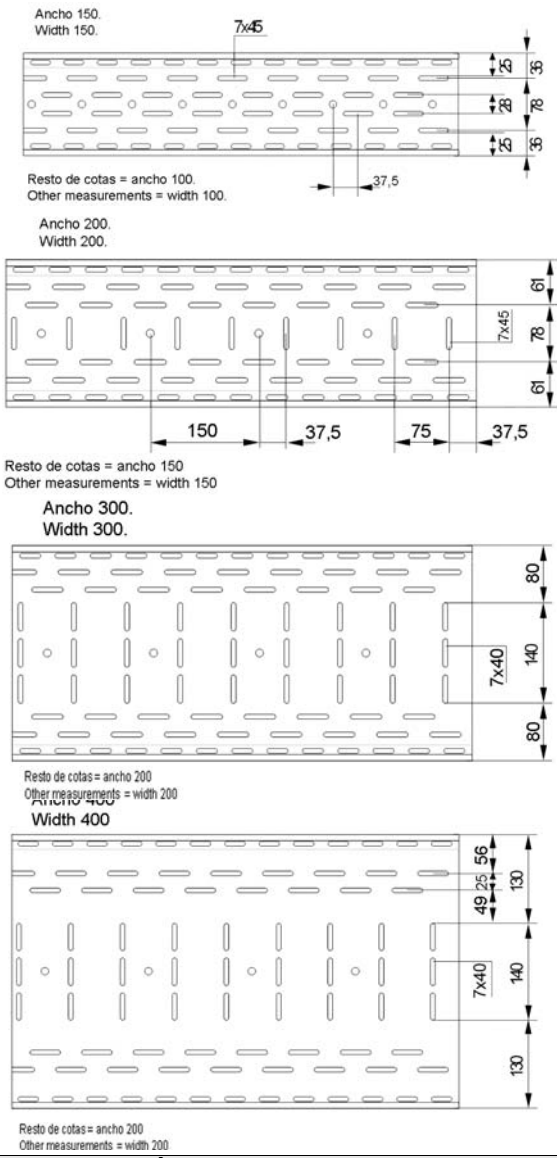 Ancho 150.
Width 150.
7x45
25
36
28
78
25
36
37,5
Resto de cotas = ancho 100.
Other measurements = width 100.
Ancho 200.
Width 200.
61
78
7x45
61
150
37,5
75
37,5
Resto de cotas = ancho 150
Other measurements = width 150
Ancho 300.
Width 300.
80
140
7x40
80
Resto de cotas = ancho 200
Other measurements = width 200
Ancho 400
Width 400
56
25
49
130
7x40
140
130
Resto de cotas = ancho 200
Other measurements = width 200